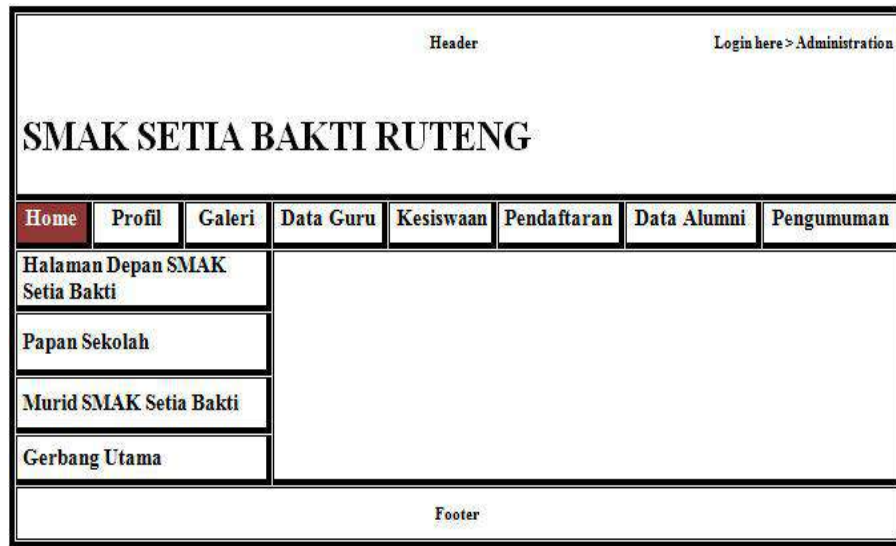 Header
Login here > Administration
SMAK SETIA BAKTI RUTENG
Home Profil Galeri Data Guru Kesiswaan Pendaftaran Data Alumni Pengumuman
Halaman Depan SMAK
Setia Bakti
Papan Sekolah
Murid SMAK Setia Bakti
Gerbang Utama
Footer